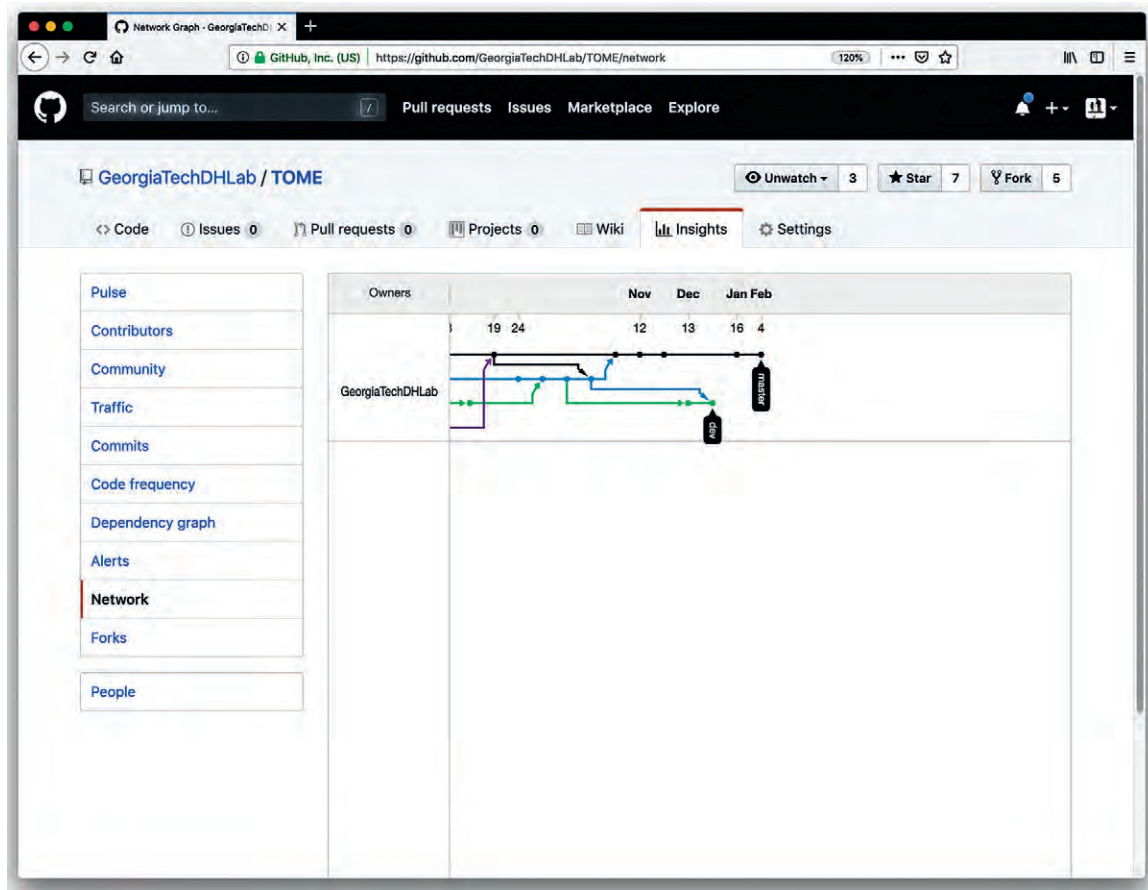 Network Graph · GeorgiaTechD
GitHub, Inc. (US) https://github.com/GeorgiaTechDHLab/TOME/network 120%
Search or jump to... / Pull requests Issues Marketplace Explore
GeorgiaTechDHLab / TOME Unwatch 3 Star 7 Fork 5
Code Issues 0 Pull requests 0 Projects 0 Wiki Insights Settings
Pulse
Contributors
Community
Traffic
Commits
Code frequency
Dependency graph
Alerts
Network
Forks
People
Owners Nov Dec Jan Feb
19 24 12 13 16 4
GeorgiaTechDHLab
master
dev